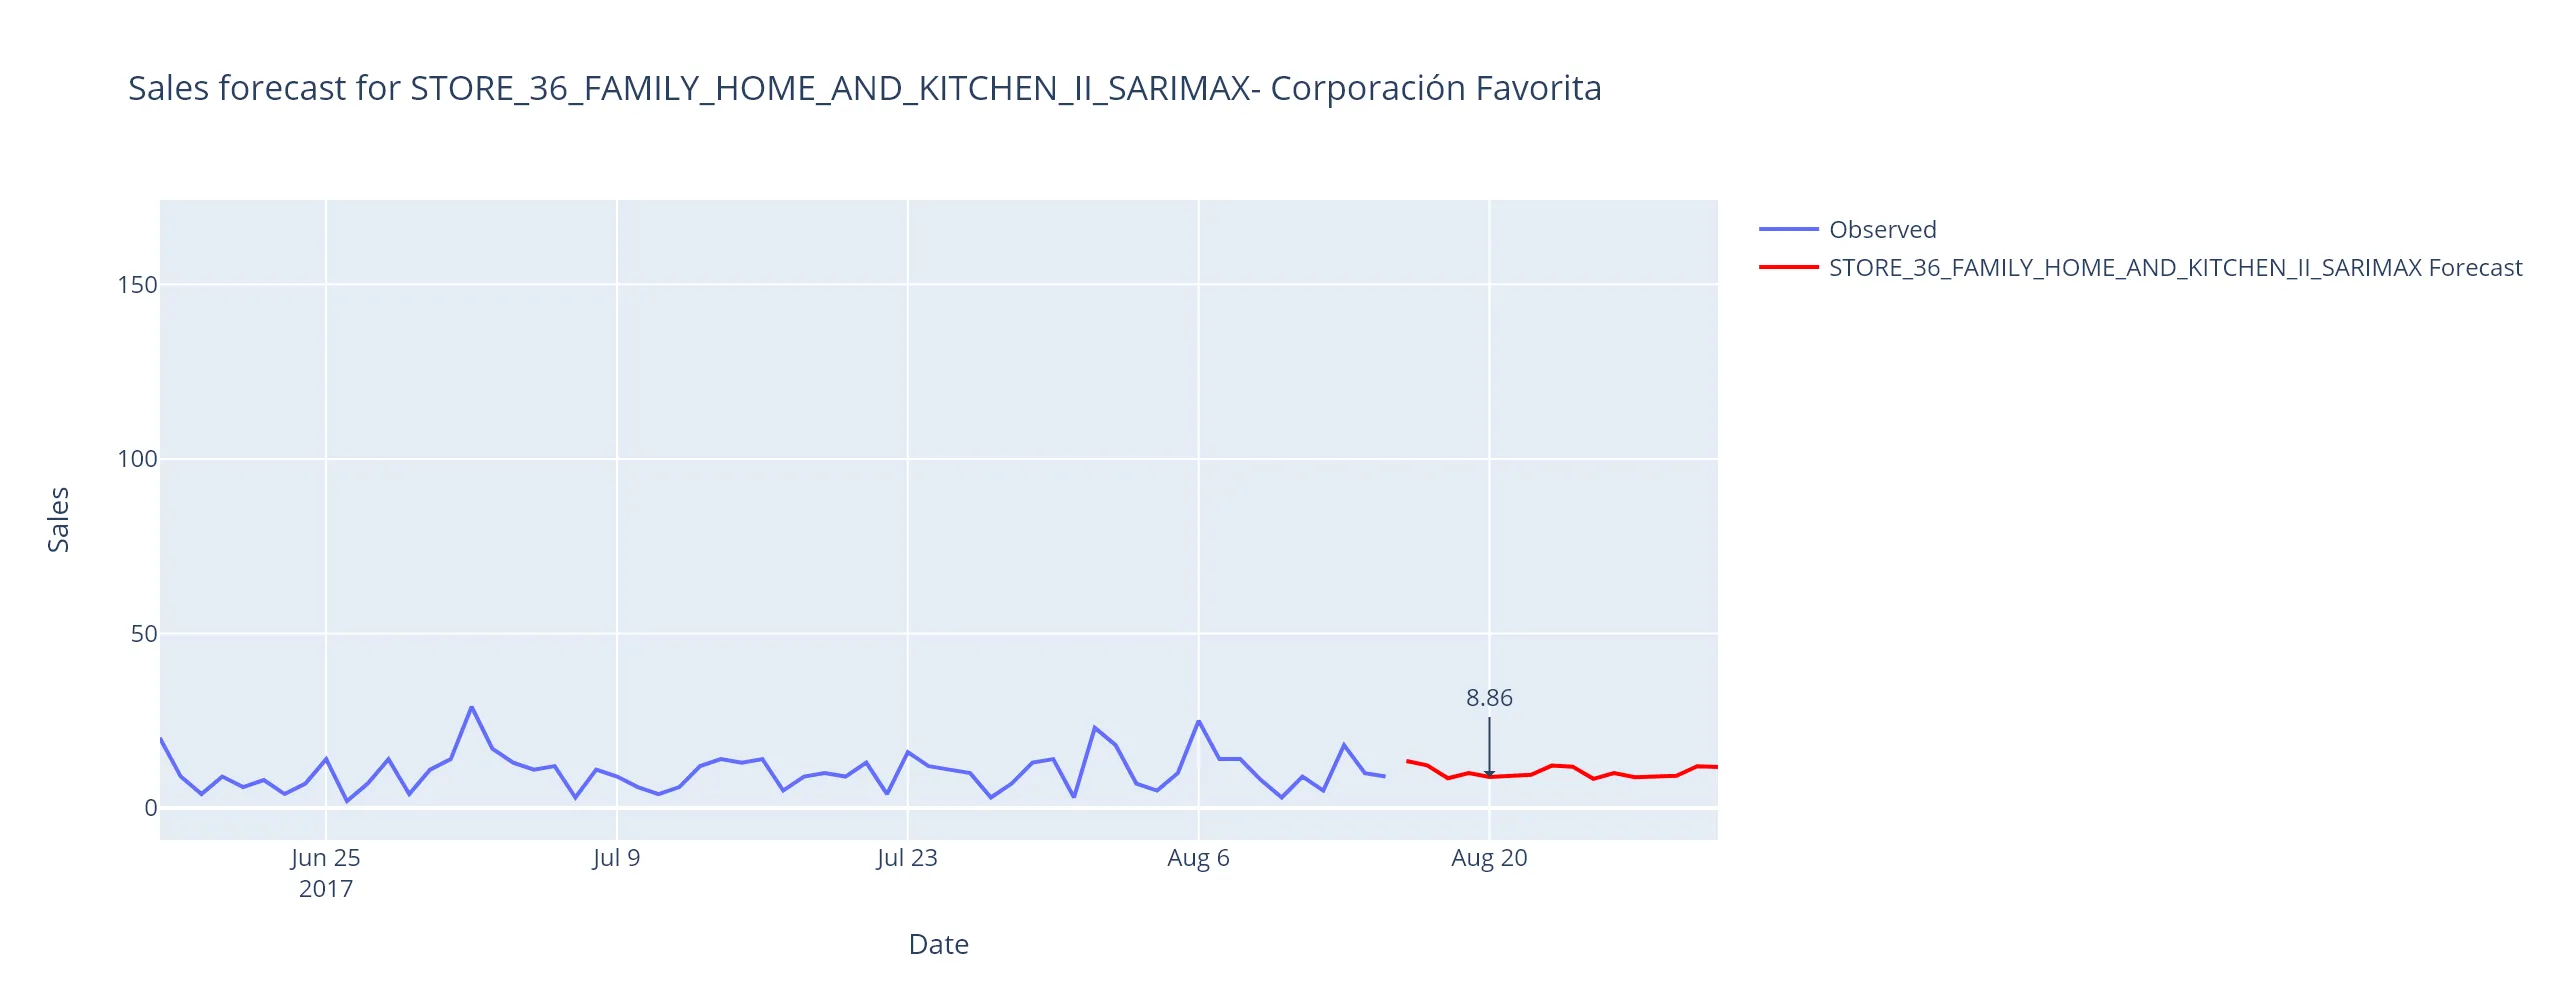 Sales forecast for STORE_36_FAMILY_HOME_AND_KITCHEN_II_SARIMAX- Corporación Favorita
Observed
STORE_36_FAMILY_HOME_AND_KITCHEN_II_SARIMAX Forecast
150
100
50
0
Sales
8.86
Jun 25
2017
Jul 9
Jul 23
Aug 6
Aug 20
Date